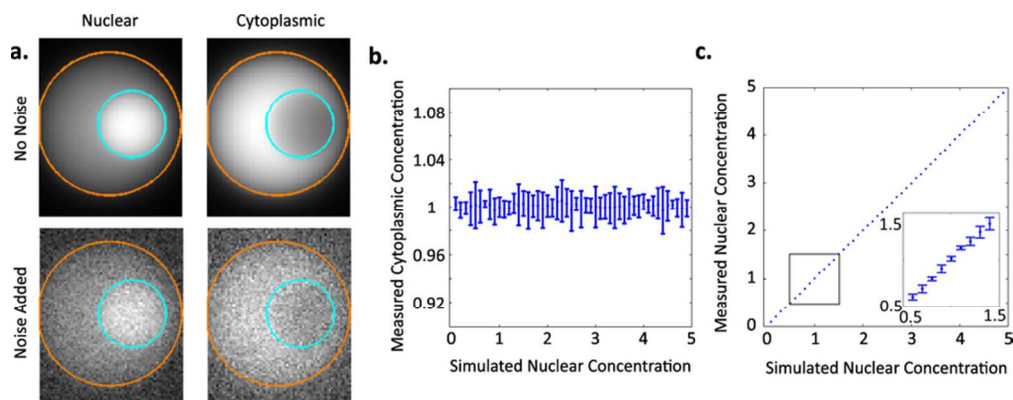 Nuclear
Cytoplasmic
a.
No Noise
Noise Added
b.
Measured Cytoplasmic Concentration
1.08
1.04
1
0.96
0.92
0
1
2
3
4
5
Simulated Nuclear Concentration
c.
Measured Nuclear Concentration
5
4
3
2
1
0
0
1
2
3
4
5
1.5
0.5
0.5
1.5
Simulated Nuclear Concentration